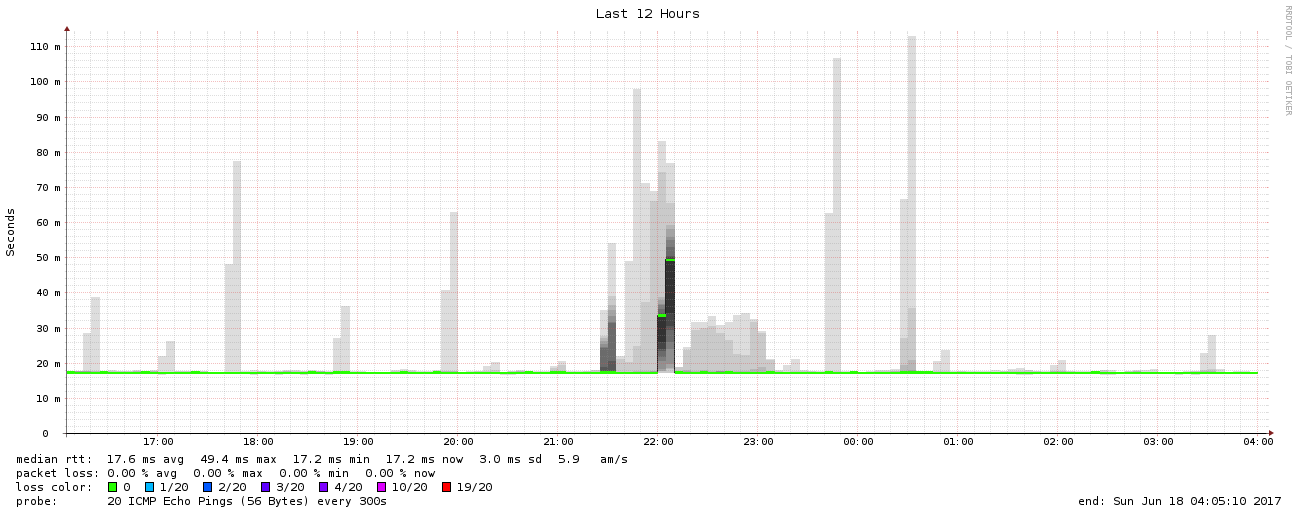 Last 12 Hours
RRDTOOL / TOBI OETIKER
Seconds
110 m
100 m
90 m
80 m
70 m
60 m
50 m
40 m
30 m
20 m
10 m
0
17:00 18:00 19:00 20:00 21:00 22:00 23:00 00:00 01:00 02:00 03:00 04:00
median rtt: 17.6 ms avg 49.4 ms max 17.2 ms min 17.2 ms now 3.0 ms sd 5.9 am/s
packet loss: 0.00 % avg 0.00 % max 0.00 % min 0.00 % now
loss color: 0 1/20 2/20 3/20 4/20 10/20 19/20
probe: 20 ICMP Echo Pings (56 Bytes) every 300s end: Sun Jun 18 04:05:10 2017